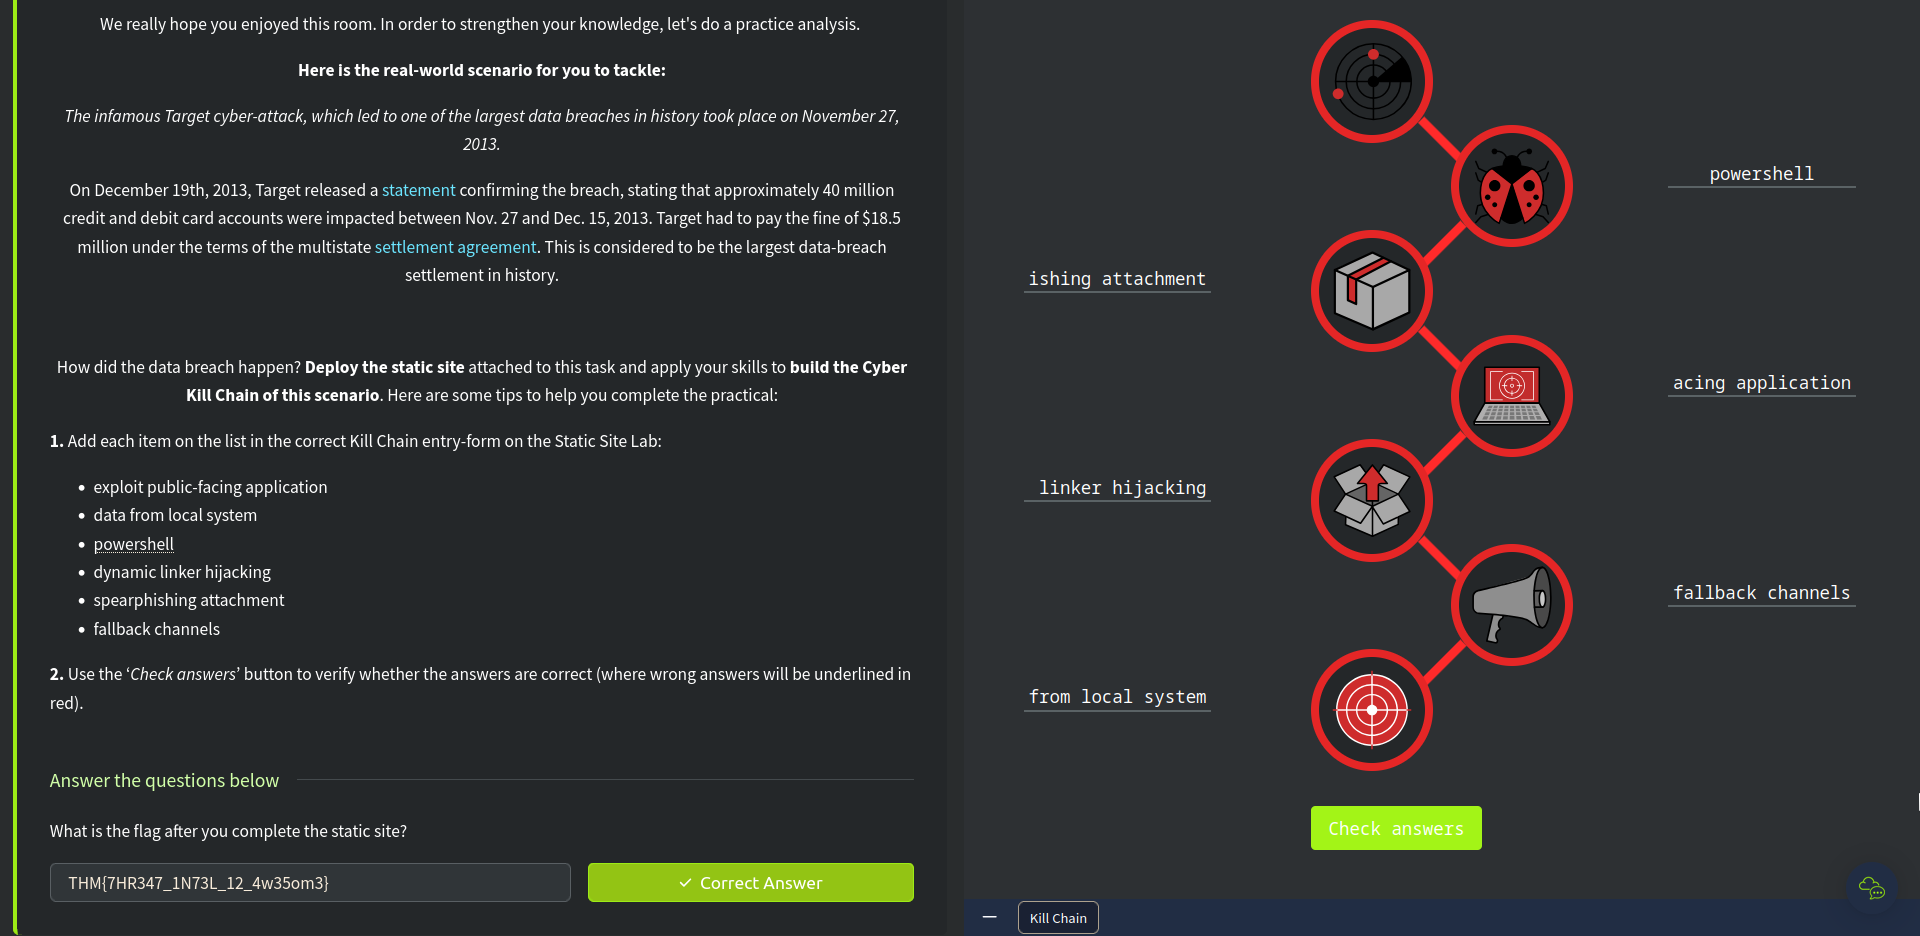 We really hope you enjoyed this room. In order to strengthen your knowledge, let's do a practice analysis.
Here is the real-world scenario for you to tackle:
The infamous Target cyber-attack, which led to one of the largest data breaches in history took place on November 27,
2013.
On December 19th, 2013, Target released a statement confirming the breach, stating that approximately 40 million
credit and debit card accounts were impacted between Nov. 27 and Dec. 15, 2013. Target had to pay the fine of $18.5
million under the terms of the multistate settlement agreement. This is considered to be the largest data-breach
settlement in history.
How did the data breach happen? Deploy the static site attached to this task and apply your skills to build the Cyber
Kill Chain of this scenario. Here are some tips to help you complete the practical:
1. Add each item on the list in the correct Kill Chain entry-form on the Static Site Lab:
• exploit public-facing application
• data from local system
• powershell
• dynamic linker hijacking
• spearphishing attachment
• fallback channels
2. Use the ‘Check answers’ button to verify whether the answers are correct (where wrong answers will be underlined in
red).
Answer the questions below
What is the flag after you complete the static site?
THM{7HR347_1N73L_12_4w35om3}
✓ Correct Answer
powershell
ishing attachment
acing application
linker hijacking
fallback channels
from local system
Check answers
Kill Chain